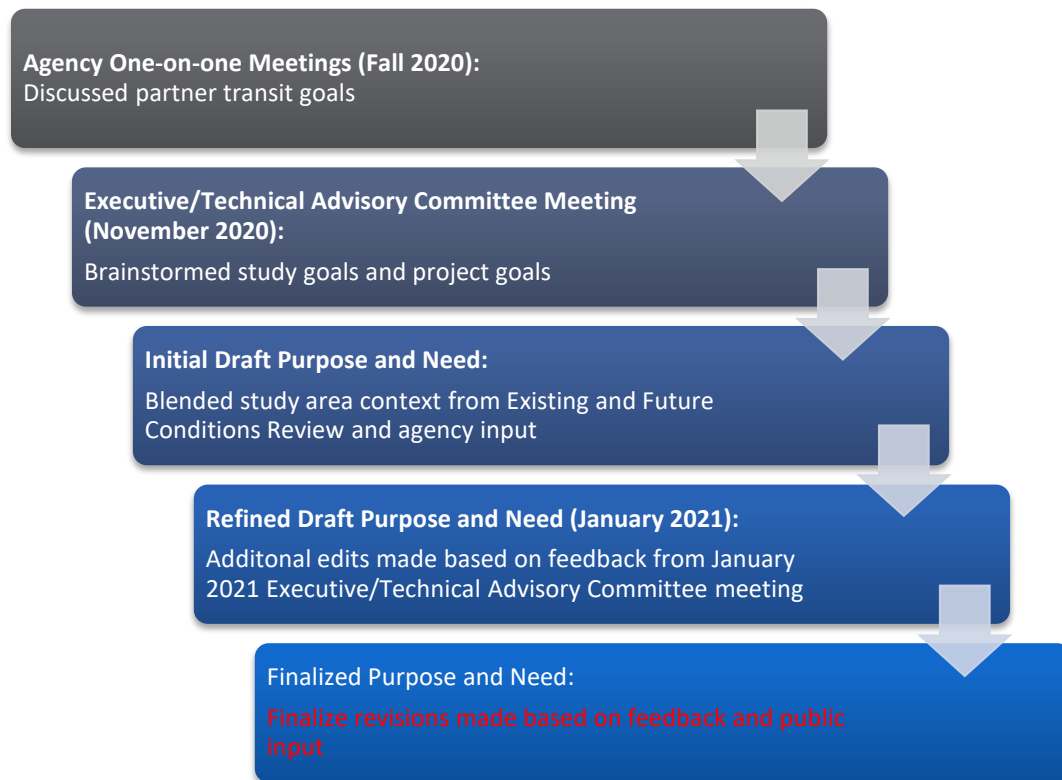 Agency One-on-one Meetings (Fall 2020):
Discussed partner transit goals
Executive/Technical Advisory Committee Meeting
(November 2020):
Brainstormed study goals and project goals
Initial Draft Purpose and Need:
Blended study area context from Existing and Future
Conditions Review and agency input
Refined Draft Purpose and Need (January 2021):
Additonal edits made based on feedback from January
2021 Executive/Technical Advisory Committee meeting
Finalized Purpose and Need:
Finalize revisions made based on feedback and public
input